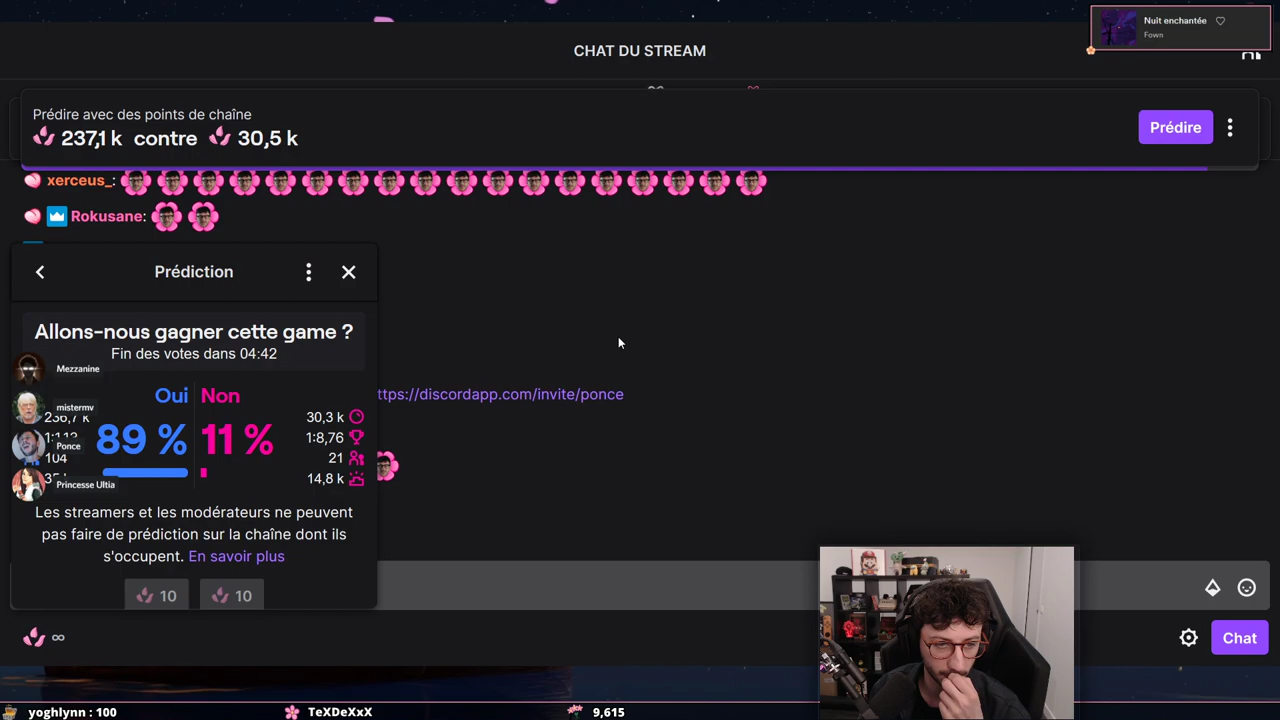 Nuit enchantée
Fown
CHAT DU STREAM
Prédire avec des points de chaîne
237,1 k contre 30,5 k
Prédire
xerceus_:
Rokusane:
Prédiction
Allons-nous gagner cette game ?
Fin des votes dans 04:42
Mezzanine
Oui Non
mistermv
30,3 k
89 % 11 %
1:8,76
Ponce
104
21
Princesse Ultia
14,8 k
ttps://discordapp.com/invite/ponce
Les streamers et les modérateurs ne peuvent
pas faire de prédiction sur la chaîne dont ils
s'occupent. En savoir plus
10 10
∞
Chat
yoghlynn : 100
TeXDeXxX
9,615